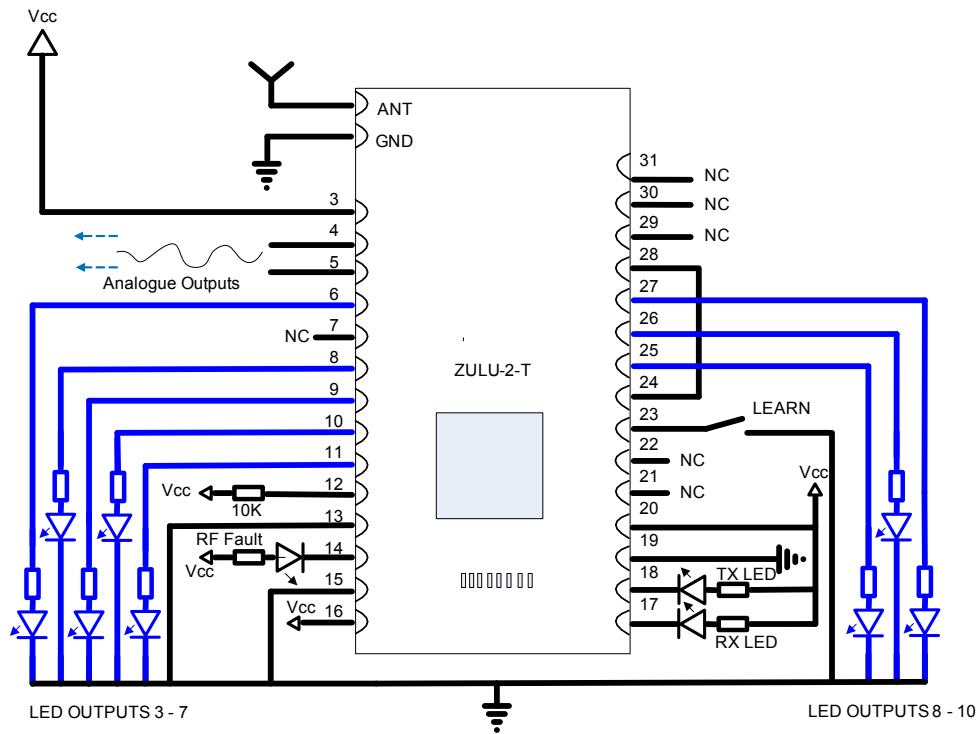 Vcc
ANT
GND
3
4
5
Analogue Outputs
6
NC
7
8
9
10
11
Vcc
12
10K
13
RF Fault
Vcc
14
15
Vcc
16
ZULU-2-T
31
NC
30
NC
29
NC
28
27
26
25
24
23
LEARN
22
NC
21
NC
Vcc
20
19
18
TX LED
17
RX LED
LED OUTPUTS 3 - 7
LED OUTPUTS 8 - 10